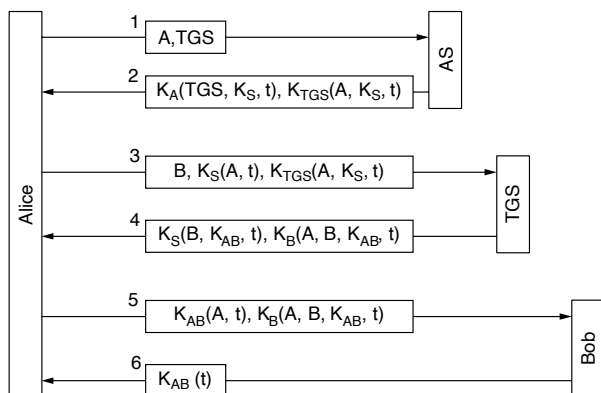 1
A,TGS
AS
2
K_A(TGS, K_S, t), K_TGS(A, K_S, t)
Alice
3
B, K_S(A, t), K_TGS(A, K_S, t)
TGS
4
K_S(B, K_AB, t), K_B(A, B, K_AB, t)
5
K_AB(A, t), K_B(A, B, K_AB, t)
Bob
6
K_AB (t)